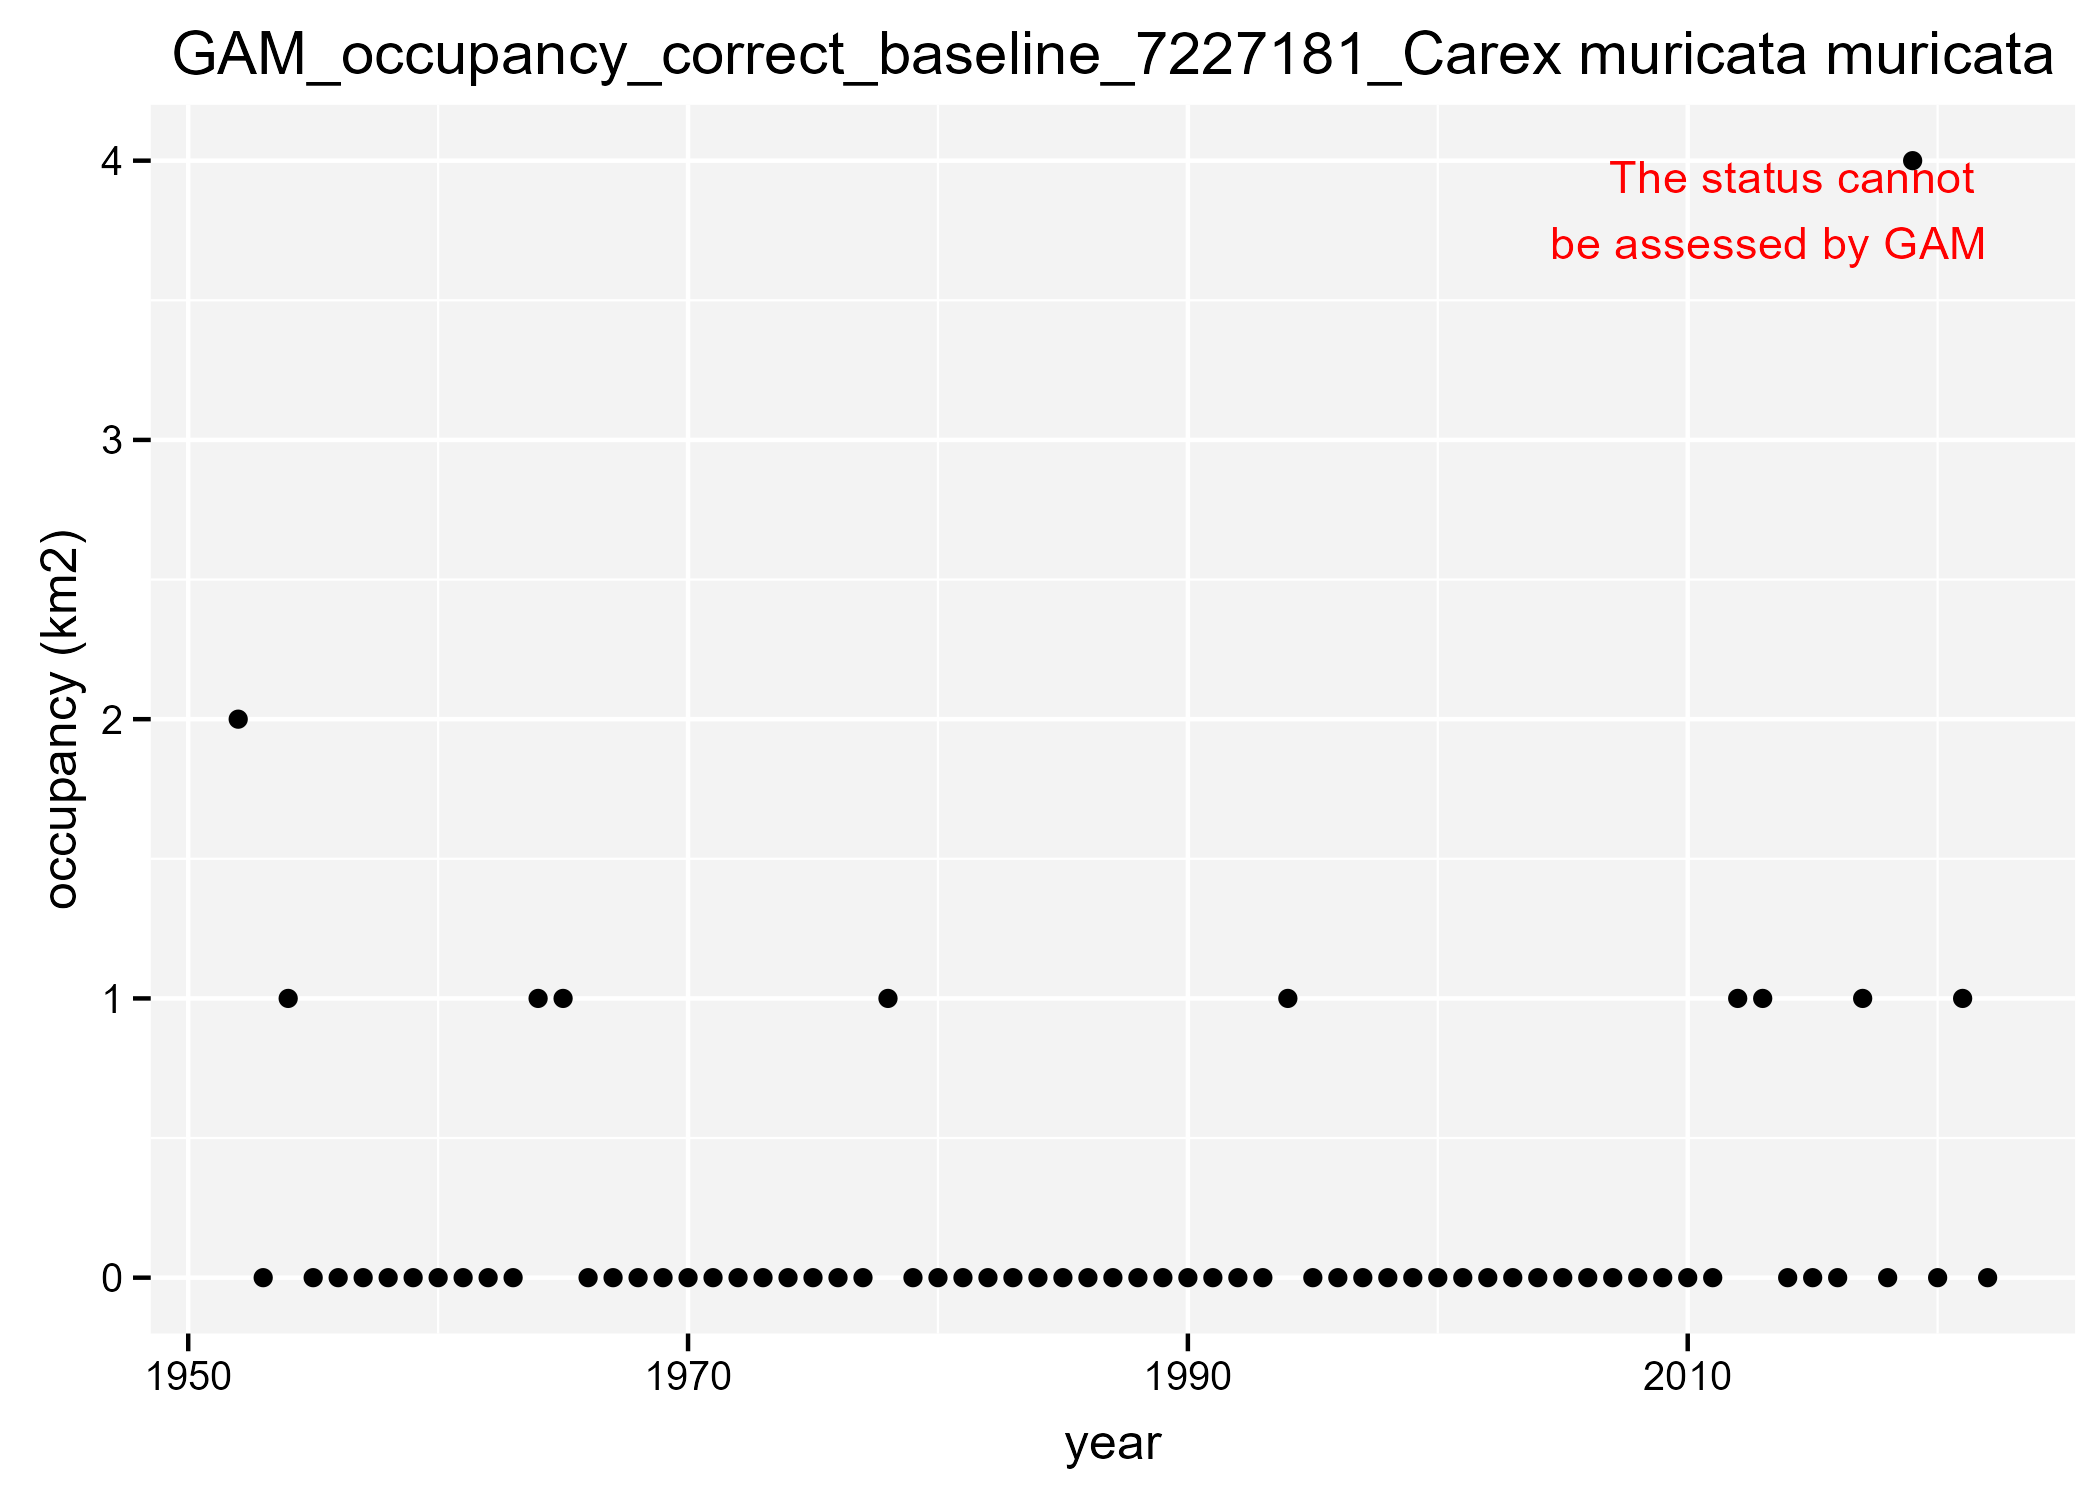 GAM_occupancy_correct_baseline_7227181_Carex muricata muricata
4
The status cannot
be assessed by GAM
3
occupancy (km2)
2
1
0
1950 1970 1990 2010
year